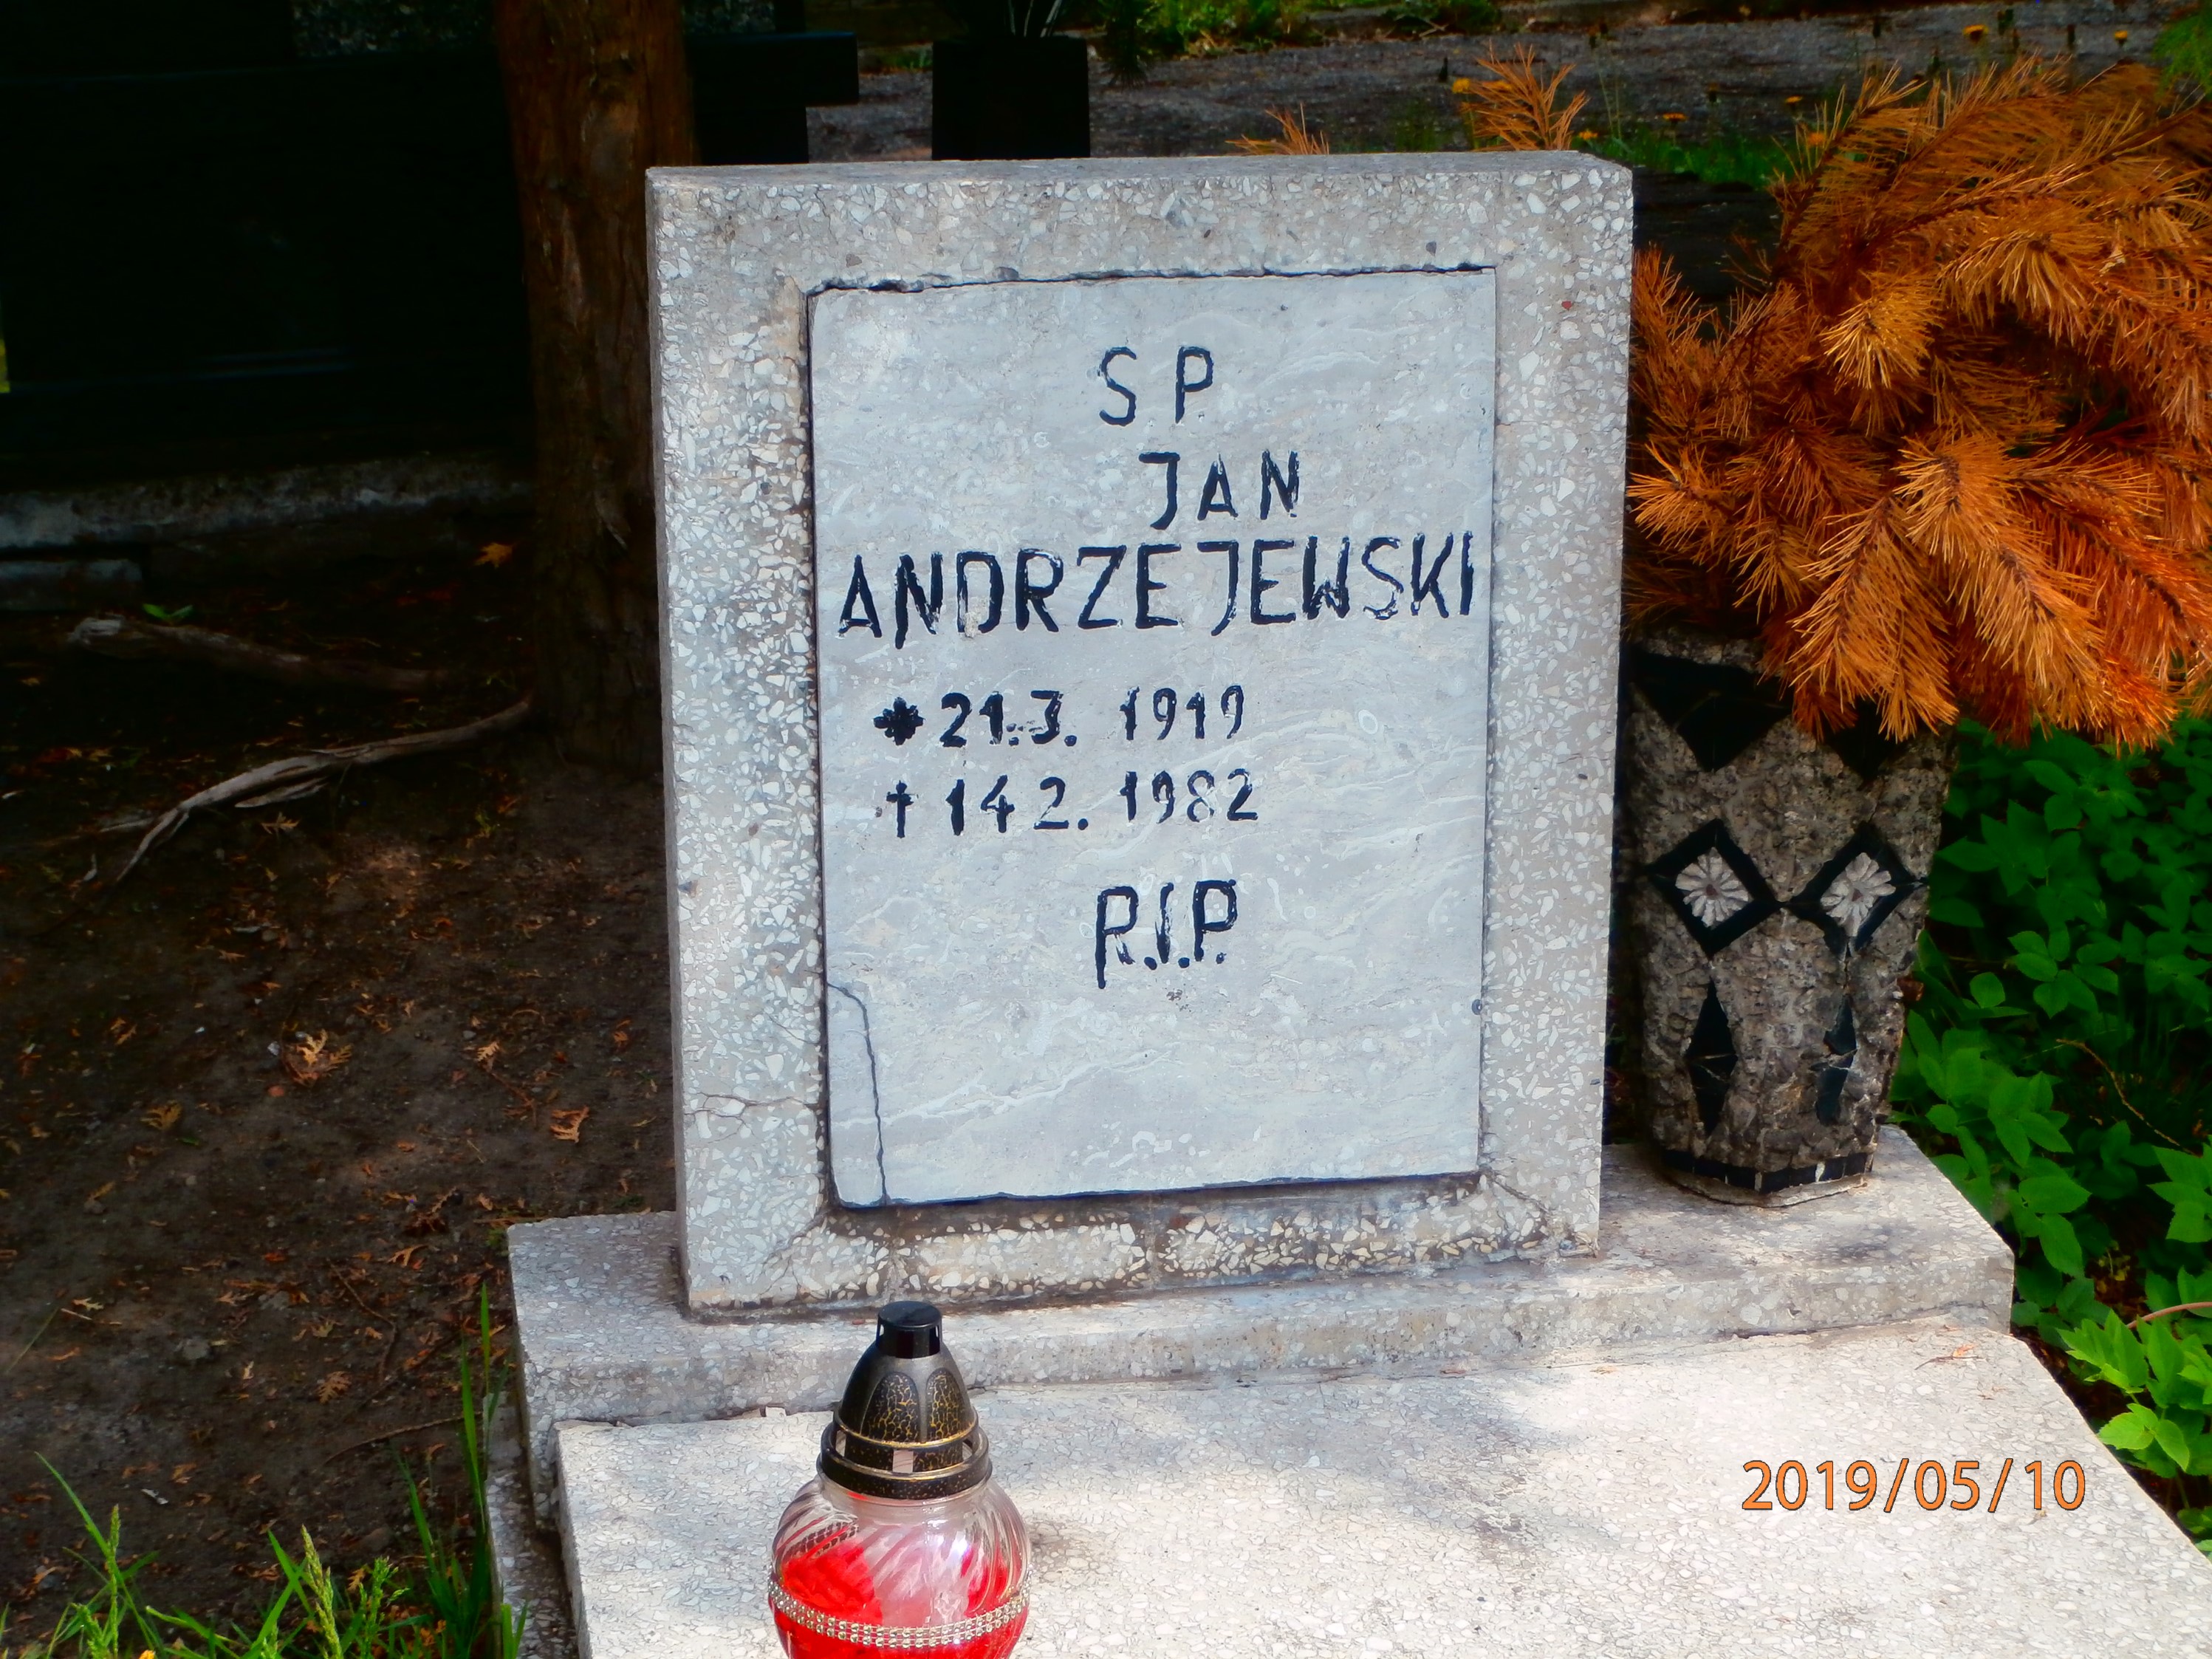 S P
JAN
ANDRZEJEWSKI
* 21.3. 1919
† 14 2. 1982
R.I.P.
2019/05/10